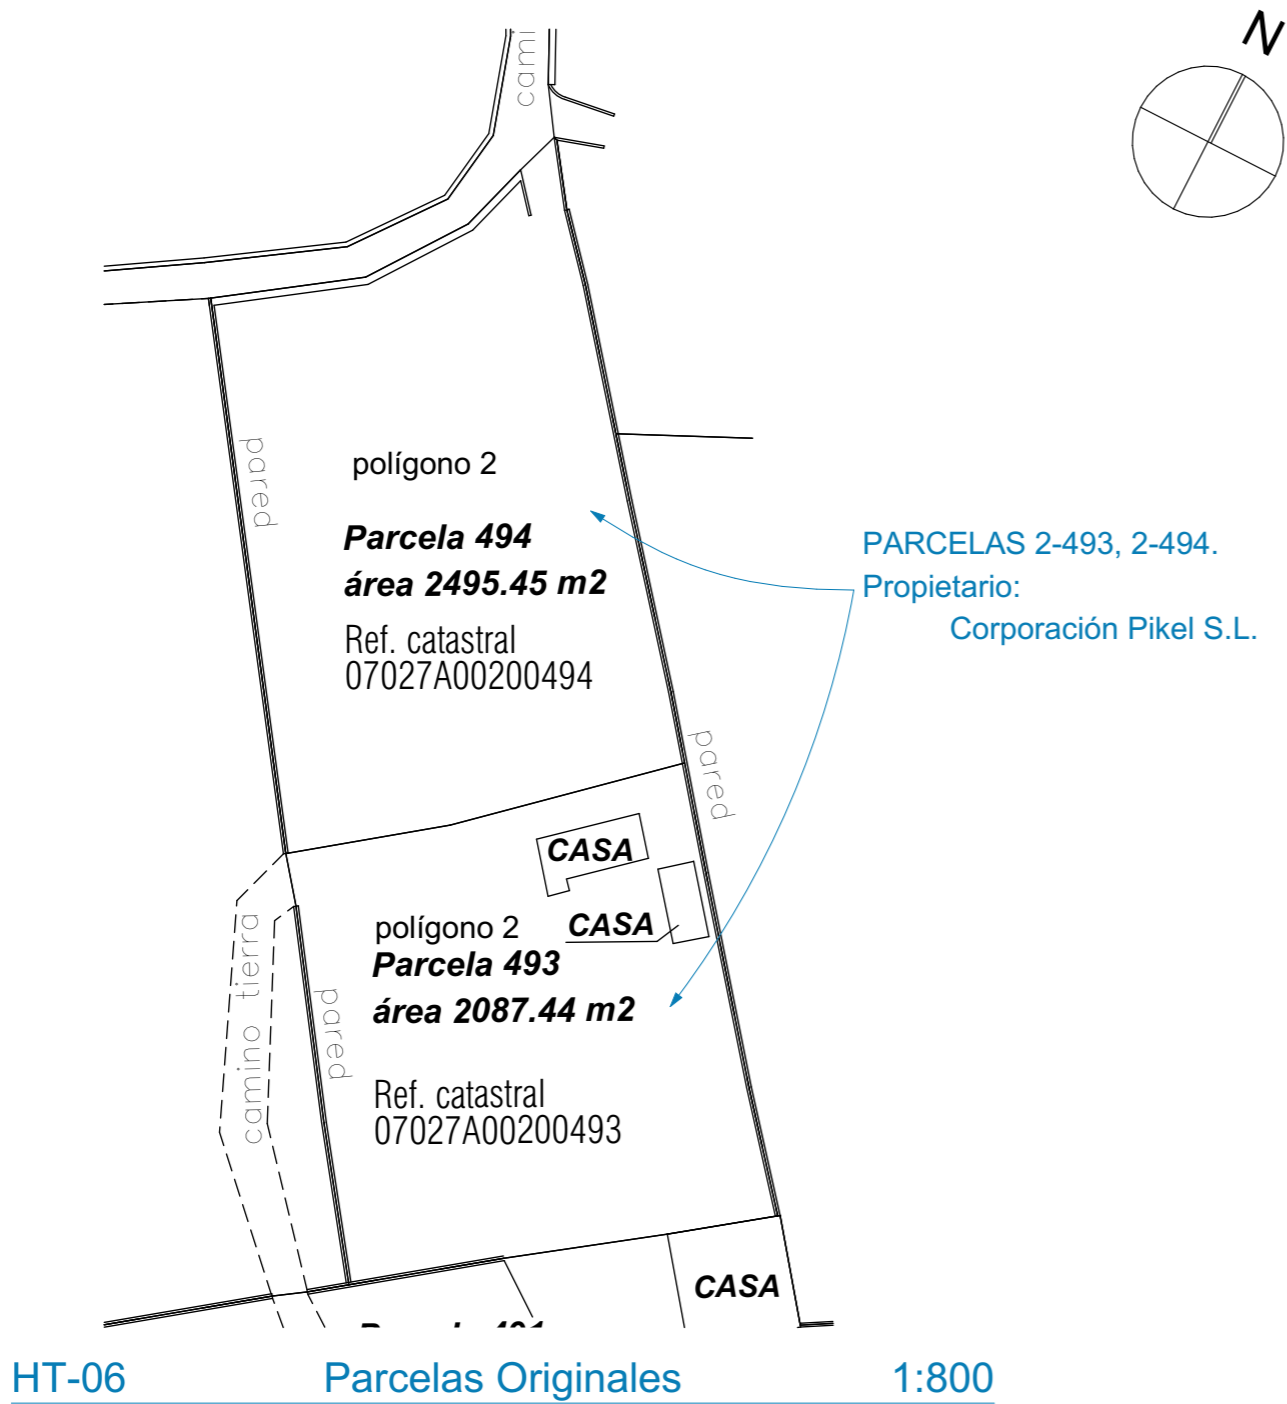 cami
N
pared
polígono 2
Parcela 494
área 2495.45 m2
Ref. catastral
07027A00200494
PARCELAS 2-493, 2-494.
Propietario:
Corporación Pikel S.L.
pared
CASA
CASA
polígono 2
Parcela 493
área 2087.44 m2
camino tierra
pared
Ref. catastral
07027A00200493
CASA
HT-06 Parcelas Originales 1:800